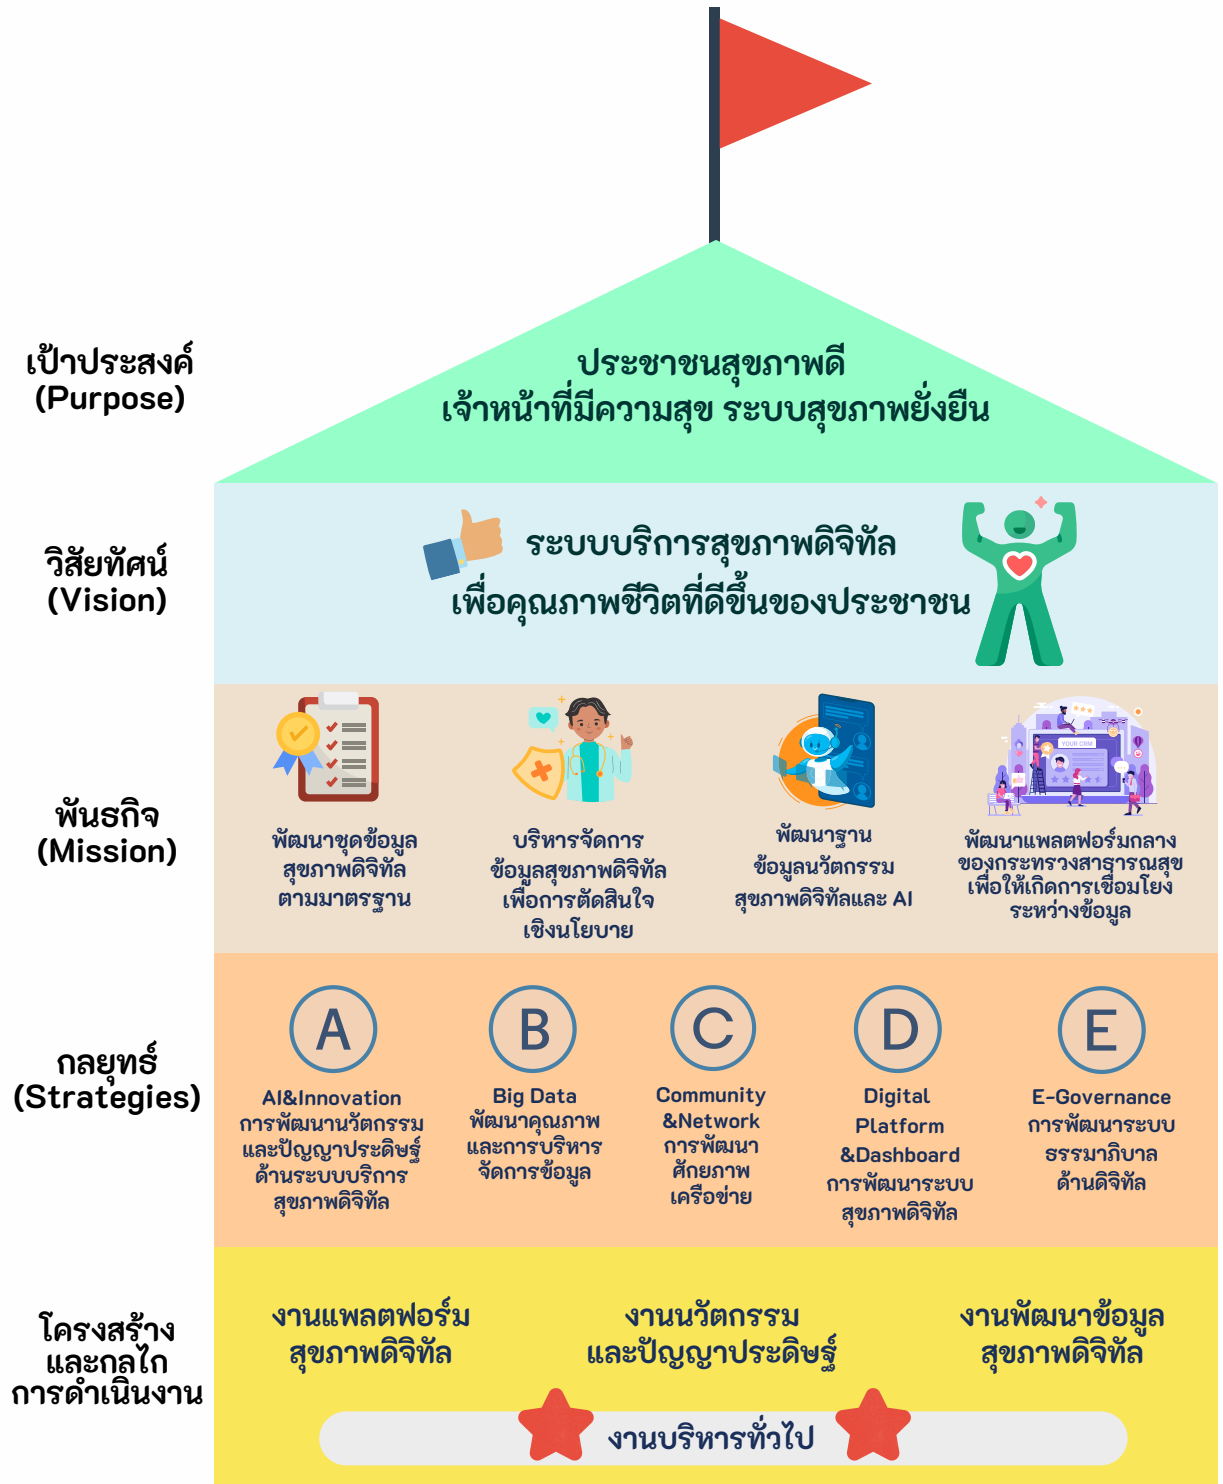 เป้าประสงค์
(Purpose)
ประชาชนสุขภาพดี
เจ้าหน้าที่มีความสุข ระบบสุขภาพยั่งยืน
วิสัยทัศน์
(Vision)
ระบบบริการสุขภาพดิจิทัล
เพื่อคุณภาพชีวิตที่ดีขึ้นของประชาชน
พันธกิจ
(Mission)
พัฒนาชุดข้อมูล
สุขภาพดิจิทัล
ตามมาตรฐาน
บริหารจัดการ
ข้อมูลสุขภาพดิจิทัล
เพื่อการตัดสินใจ
เชิงนโยบาย
พัฒนาฐาน
ข้อมูลนวัตกรรม
สุขภาพดิจิทัลและ AI
YOUR CRM
พัฒนาแพลตฟอร์มกลาง
ของกระทรวงสาธารณสุข
เพื่อให้เกิดการเชื่อมโยง
ระหว่างข้อมูล
กลยุทธ์
(Strategies)
A
AI&Innovation
การพัฒนานวัตกรรม
และปัญญาประดิษฐ์
ด้านระบบบริการ
สุขภาพดิจิทัล
B
Big Data
พัฒนาคุณภาพ
และการบริหาร
จัดการข้อมูล
C
Community
&Network
การพัฒนา
ศักยภาพ
เครือข่าย
D
Digital
Platform
&Dashboard
การพัฒนาระบบ
สุขภาพดิจิทัล
E
E-Governance
การพัฒนาระบบ
ธรรมาภิบาล
ด้านดิจิทัล
โครงสร้าง
และกลไก
การดำเนินงาน
งานแพลตฟอร์ม
สุขภาพดิจิทัล
งานนวัตกรรม
และปัญญาประดิษฐ์
งานพัฒนาข้อมูล
สุขภาพดิจิทัล
งานบริหารทั่วไป